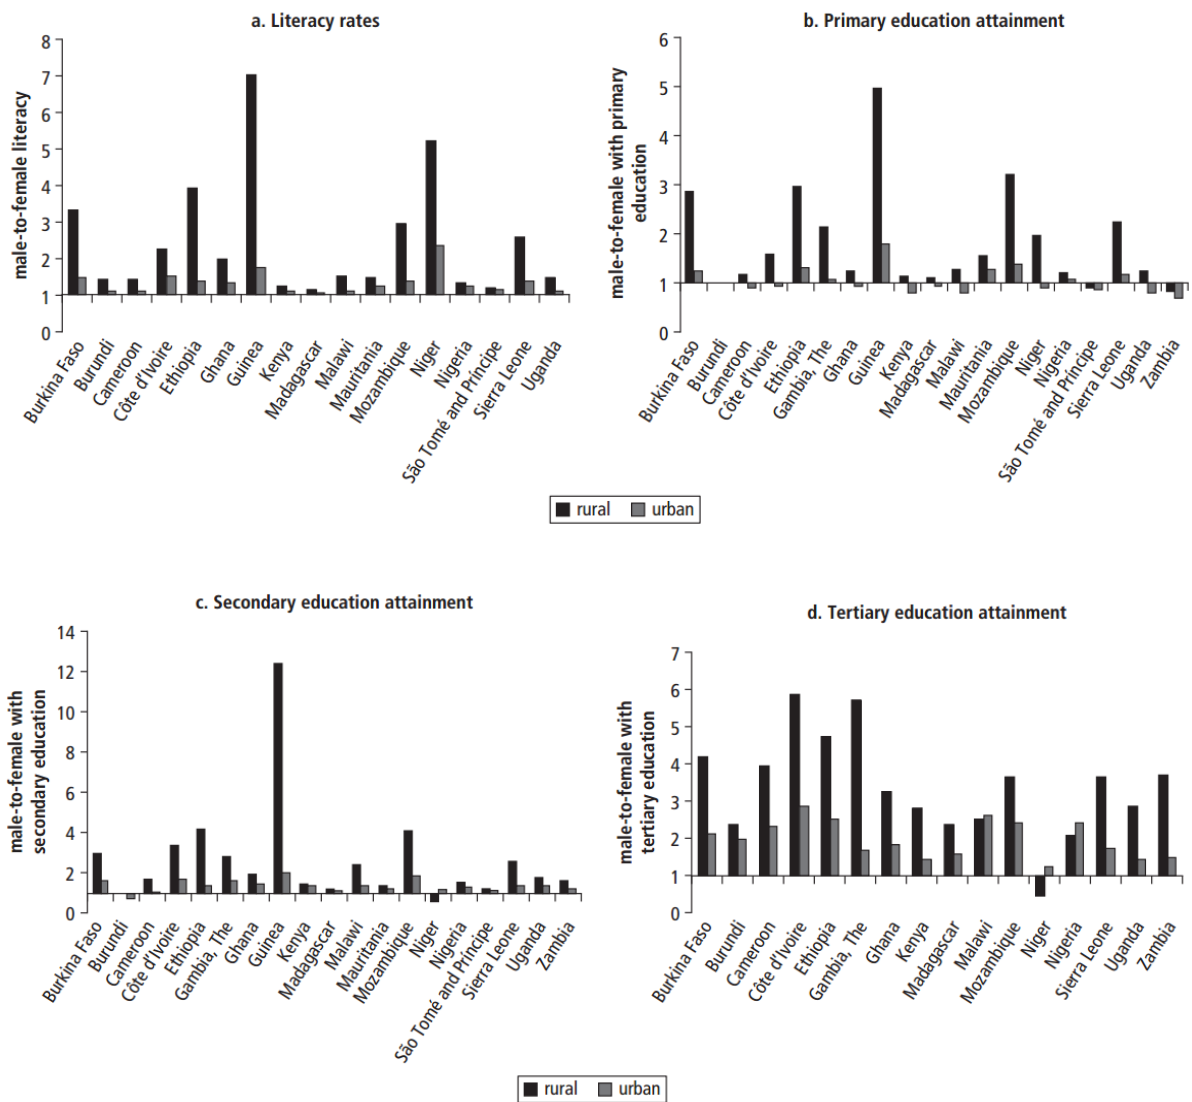 a. Literacy rates
male-to-female literacy
8
7
6
5
4
3
2
1
0
Burkina Faso
Burundi
Cameroon
Côte d'Ivoire
Ethiopia
Ghana
Guinea
Kenya
Madagascar
Malawi
Mauritania
Mozambique
Niger
Nigeria
São Tomé and Príncipe
Sierra Leone
Uganda
b. Primary education attainment
male-to-female with primary
education
6
5
4
3
2
1
0
Burkina Faso
Burundi
Cameroon
Côte d'Ivoire
Ethiopia
Gambia, The
Ghana
Guinea
Kenya
Madagascar
Malawi
Mauritania
Mozambique
Niger
Nigeria
São Tomé and Príncipe
Sierra Leone
Uganda
Zambia
rural urban
c. Secondary education attainment
male-to-female with
secondary education
14
12
10
8
6
4
2
0
Burkina Faso
Burundi
Cameroon
Côte d'Ivoire
Ethiopia
Gambia, The
Ghana
Guinea
Kenya
Madagascar
Malawi
Mauritania
Mozambique
Niger
Nigeria
São Tomé and Príncipe
Sierra Leone
Uganda
Zambia
d. Tertiary education attainment
male-to-female with
tertiary education
7
6
5
4
3
2
1
0
Burkina Faso
Burundi
Cameroon
Côte d'Ivoire
Ethiopia
Gambia, The
Ghana
Kenya
Madagascar
Malawi
Mozambique
Niger
Nigeria
Sierra Leone
Uganda
Zambia
rural urban